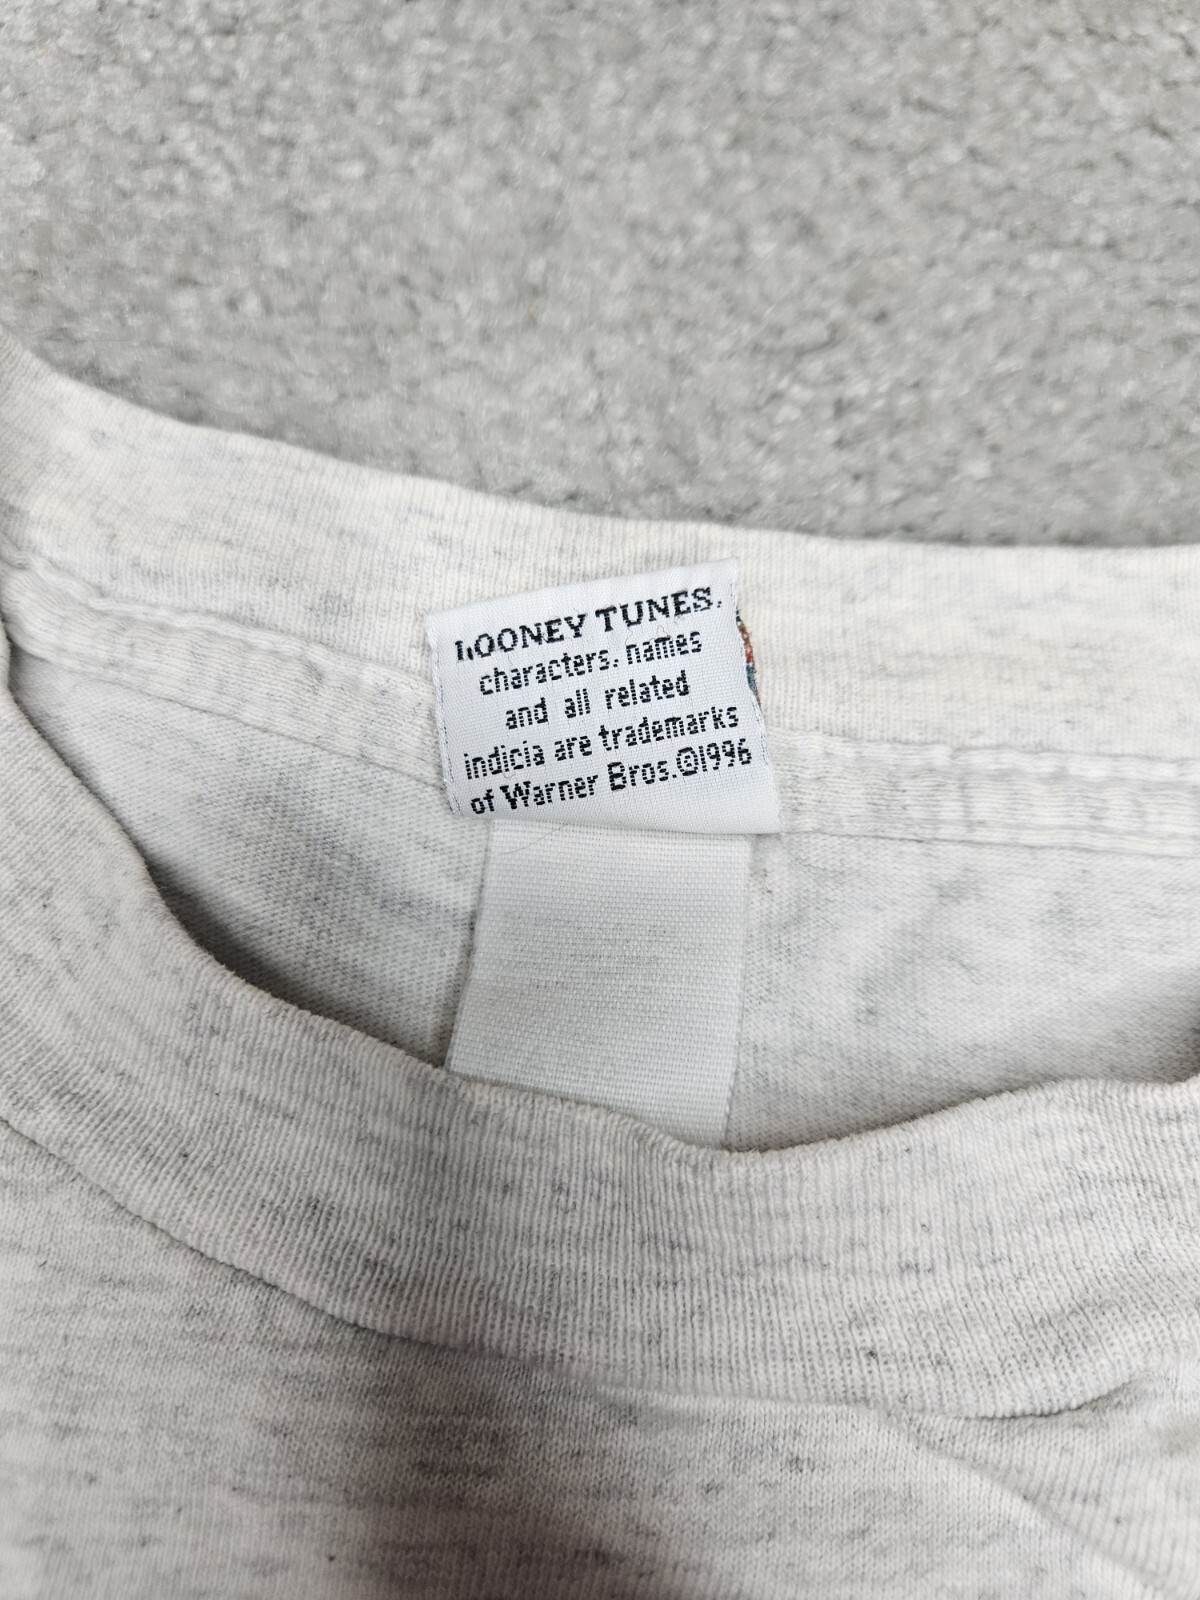 LOONEY TUNES,
characters, names
and all related
indicia are trademarks
of Warner Bros.©1996